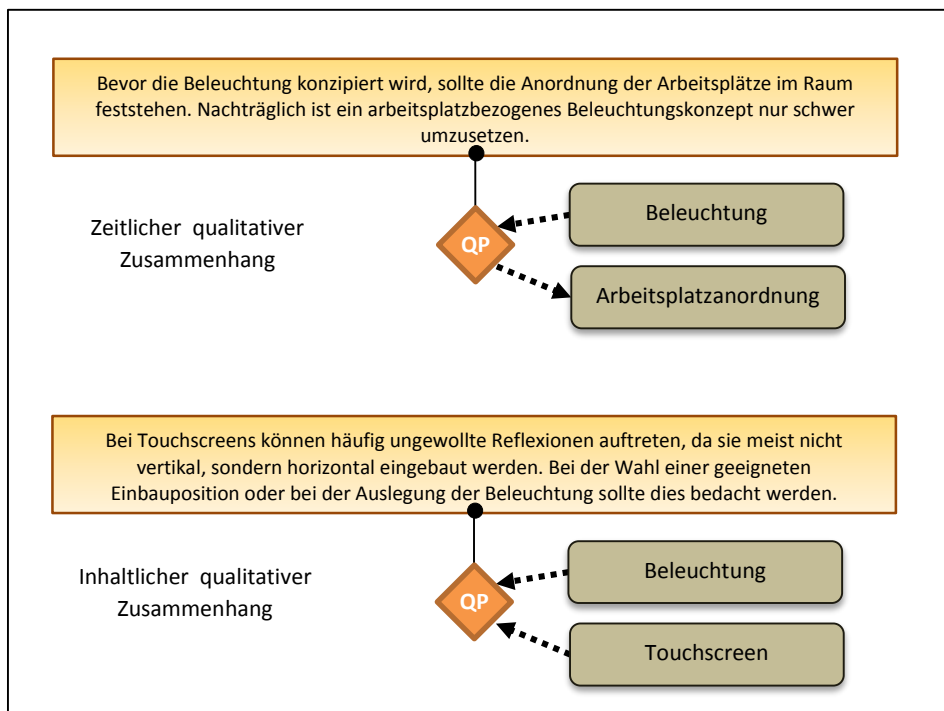 Bevor die Beleuchtung konzipiert wird, sollte die Anordnung der Arbeitsplätze im Raum
feststehen. Nachträglich ist ein arbeitsplatzbezogenes Beleuchtungskonzept nur schwer
umzusetzen.
Zeitlicher qualitativer
Zusammenhang
QP
Beleuchtung
Arbeitsplatzanordnung
Bei Touchscreens können häufig ungewollte Reflexionen auftreten, da sie meist nicht
vertikal, sondern horizontal eingebaut werden. Bei der Wahl einer geeigneten
Einbauposition oder bei der Auslegung der Beleuchtung sollte dies bedacht werden.
Inhaltlicher qualitativer
Zusammenhang
QP
Beleuchtung
Touchscreen